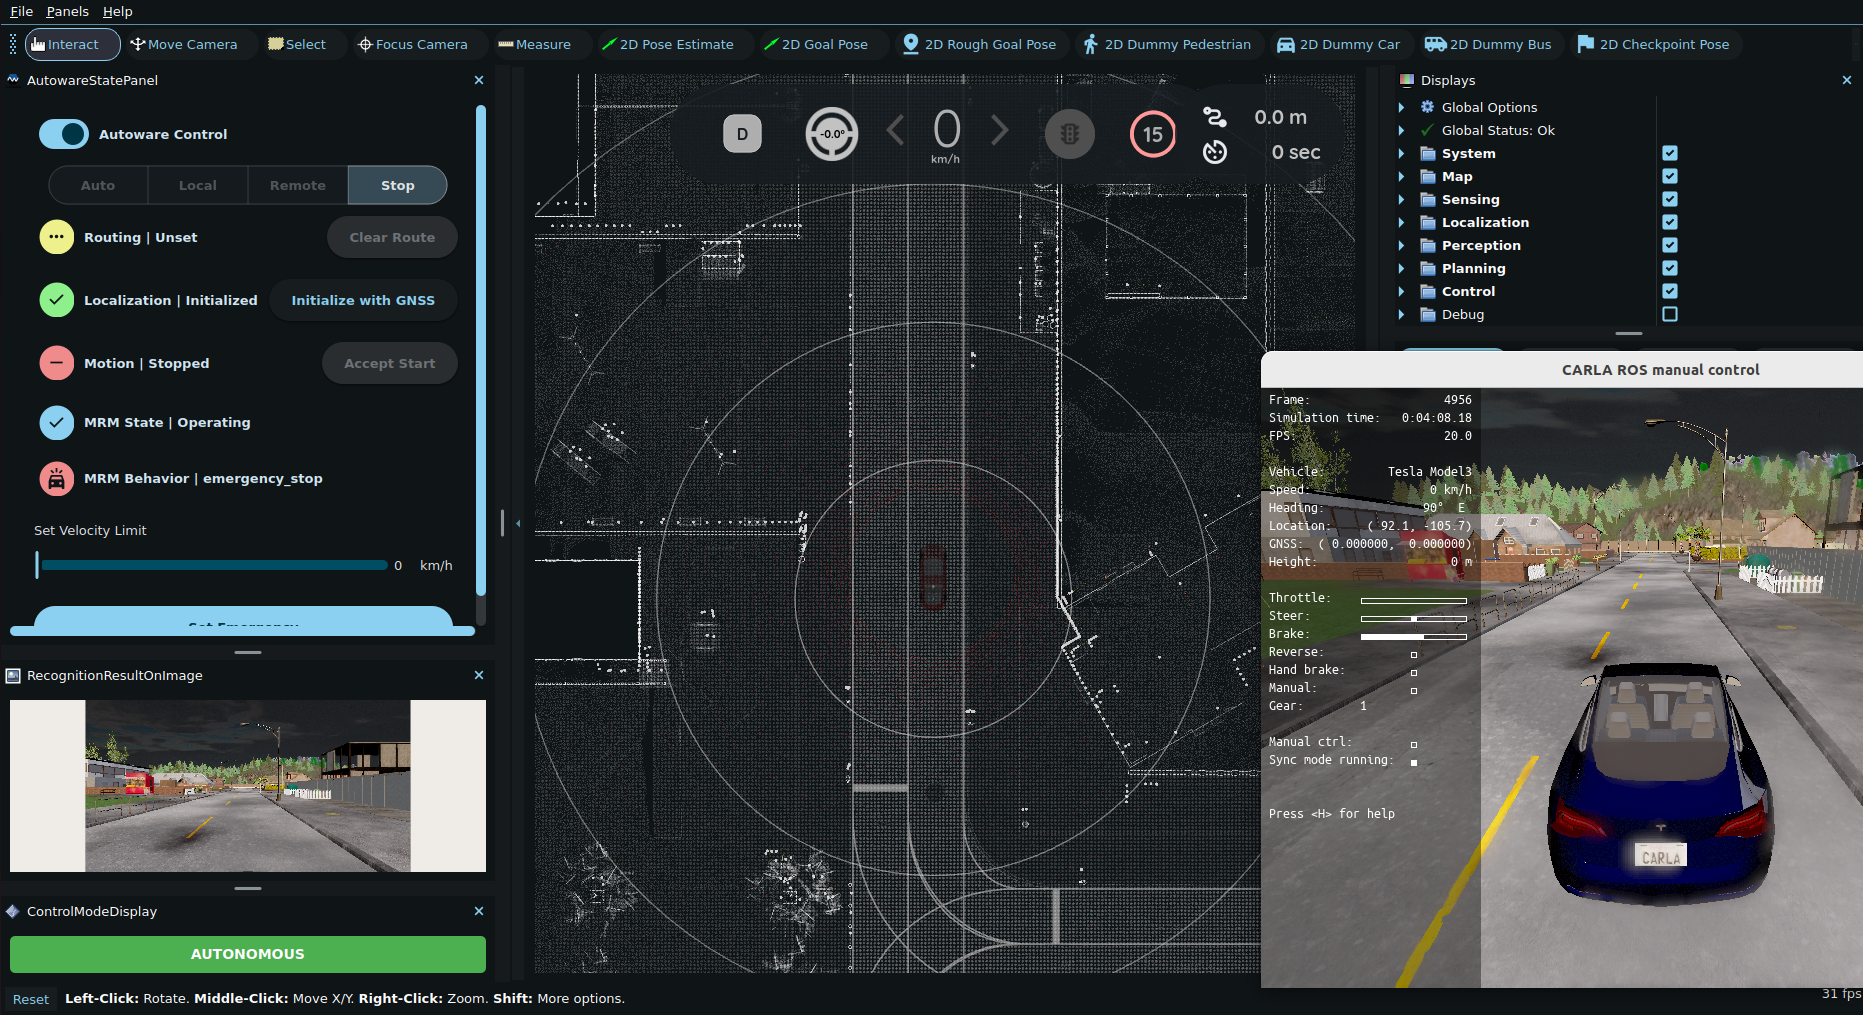 File Panels Help
Interact Move Camera Select Focus Camera Measure 2D Pose Estimate 2D Goal Pose 2D Rough Goal Pose 2D Dummy Pedestrian 2D Dummy Car 2D Dummy Bus 2D Checkpoint Pose
AutowareStatePanel
Autoware Control
Auto Local Remote Stop
Routing | Unset Clear Route
Localization | Initialized Initialize with GNSS
Motion | Stopped Accept Start
MRM State | Operating
MRM Behavior | emergency_stop
Set Velocity Limit
0 km/h
Set Emergency
RecognitionResultOnImage
ControlModeDisplay
AUTONOMOUS
Reset Left-Click: Rotate. Middle-Click: Move X/Y. Right-Click: Zoom. Shift: More options.
D
-0.0°
0
km/h
15
0.0 m
0 sec
Displays
Global Options
Global Status: Ok
System
Map
Sensing
Localization
Perception
Planning
Control
Debug
CARLA ROS manual control
Frame: 4956
Simulation time: 0:04:08.18
FPS: 20.0
Vehicle: Tesla Model3
Speed: 0 km/h
Heading: 90° E
Location: ( 92.1, -105.7)
GNSS: ( 0.000000, 0.000000)
Height: 0 m
Throttle:
Steer:
Brake:
Reverse:
Hand brake:
Manual:
Gear: 1
Manual ctrl:
Sync mode running:
Press <H> for help
CARLA
31 fps